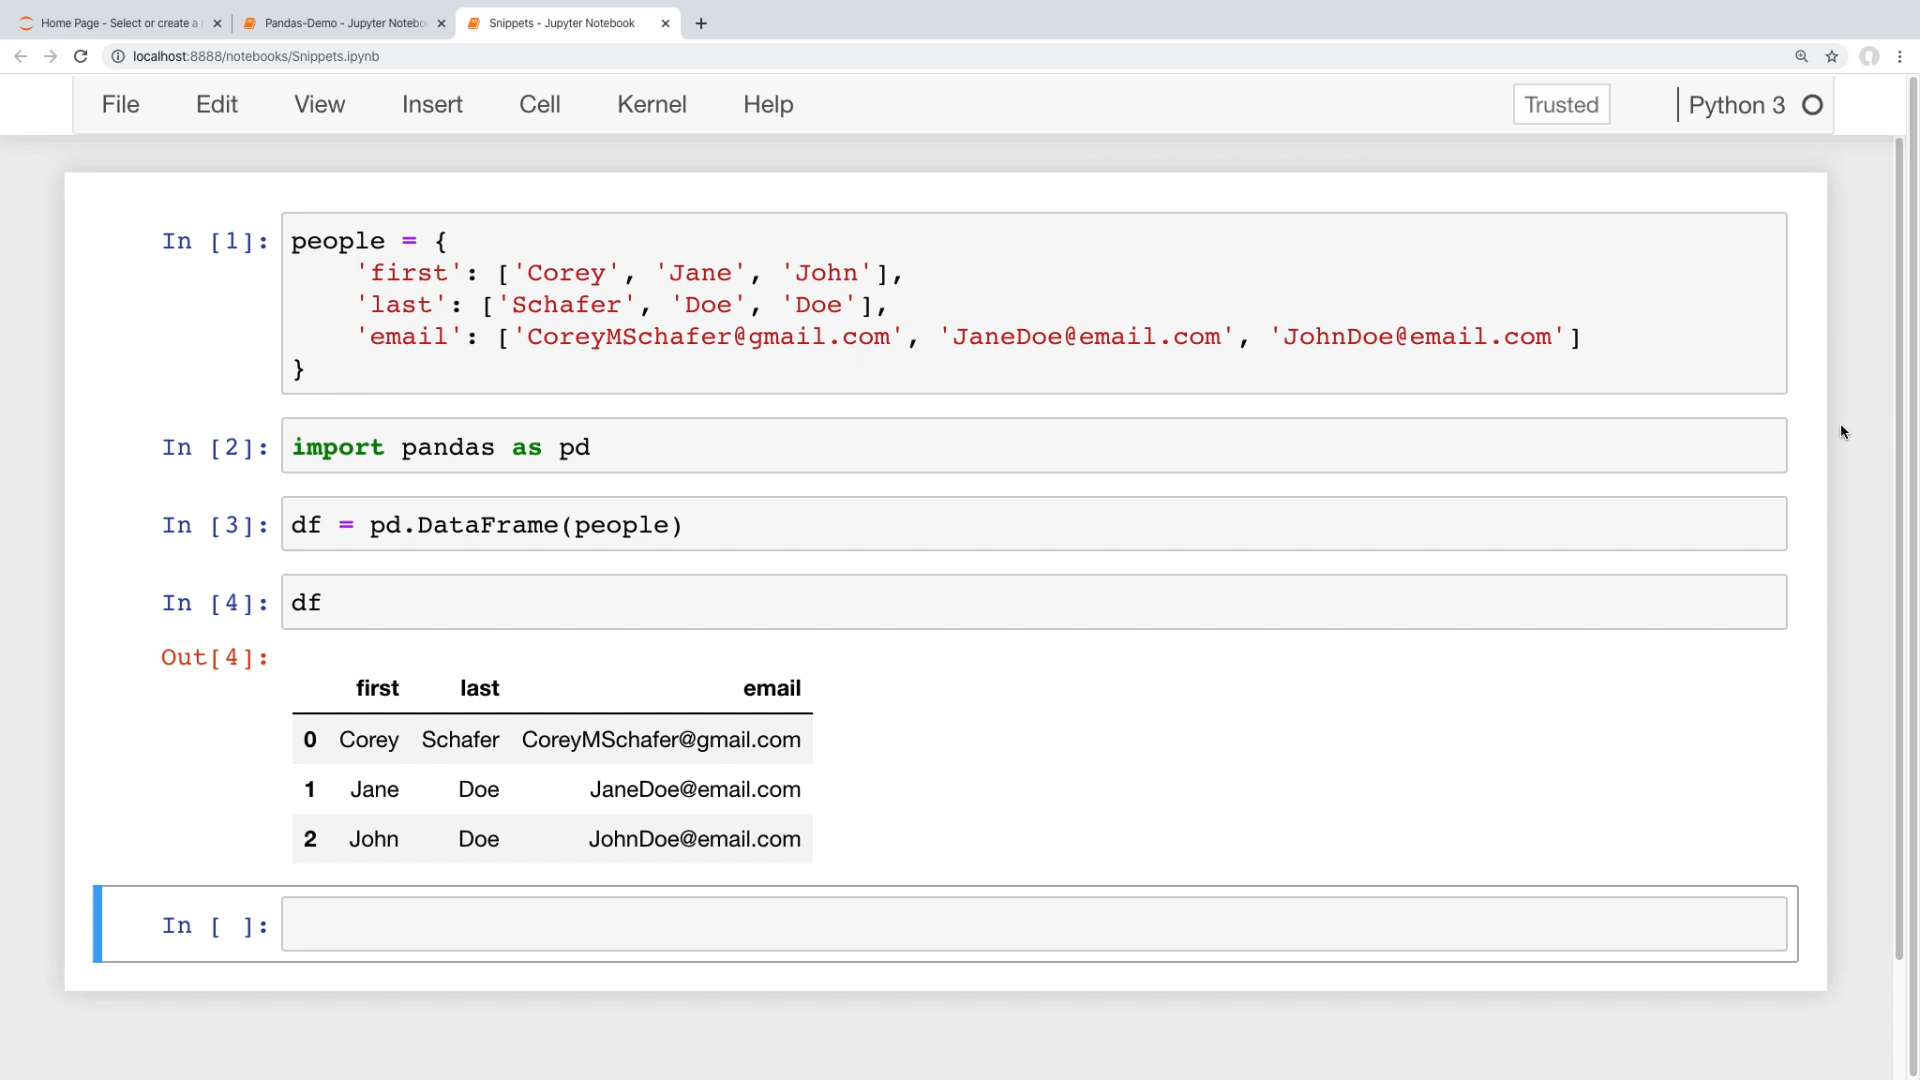 Home Page - Select or create a
Pandas-Demo - Jupyter Notebo
Snippets - Jupyter Notebook
localhost:8888/notebooks/Snippets.ipynb
File Edit View Insert Cell Kernel Help Trusted Python 3
In [1]: people = {
'first': ['Corey', 'Jane', 'John'],
'last': ['Schafer', 'Doe', 'Doe'],
'email': ['CoreyMSchafer@gmail.com', 'JaneDoe@email.com', 'JohnDoe@email.com']
}
In [2]: import pandas as pd
In [3]: df = pd.DataFrame(people)
In [4]: df
Out[4]:
first last email
0 Corey Schafer CoreyMSchafer@gmail.com
1 Jane Doe JaneDoe@email.com
2 John Doe JohnDoe@email.com
In [ ]: